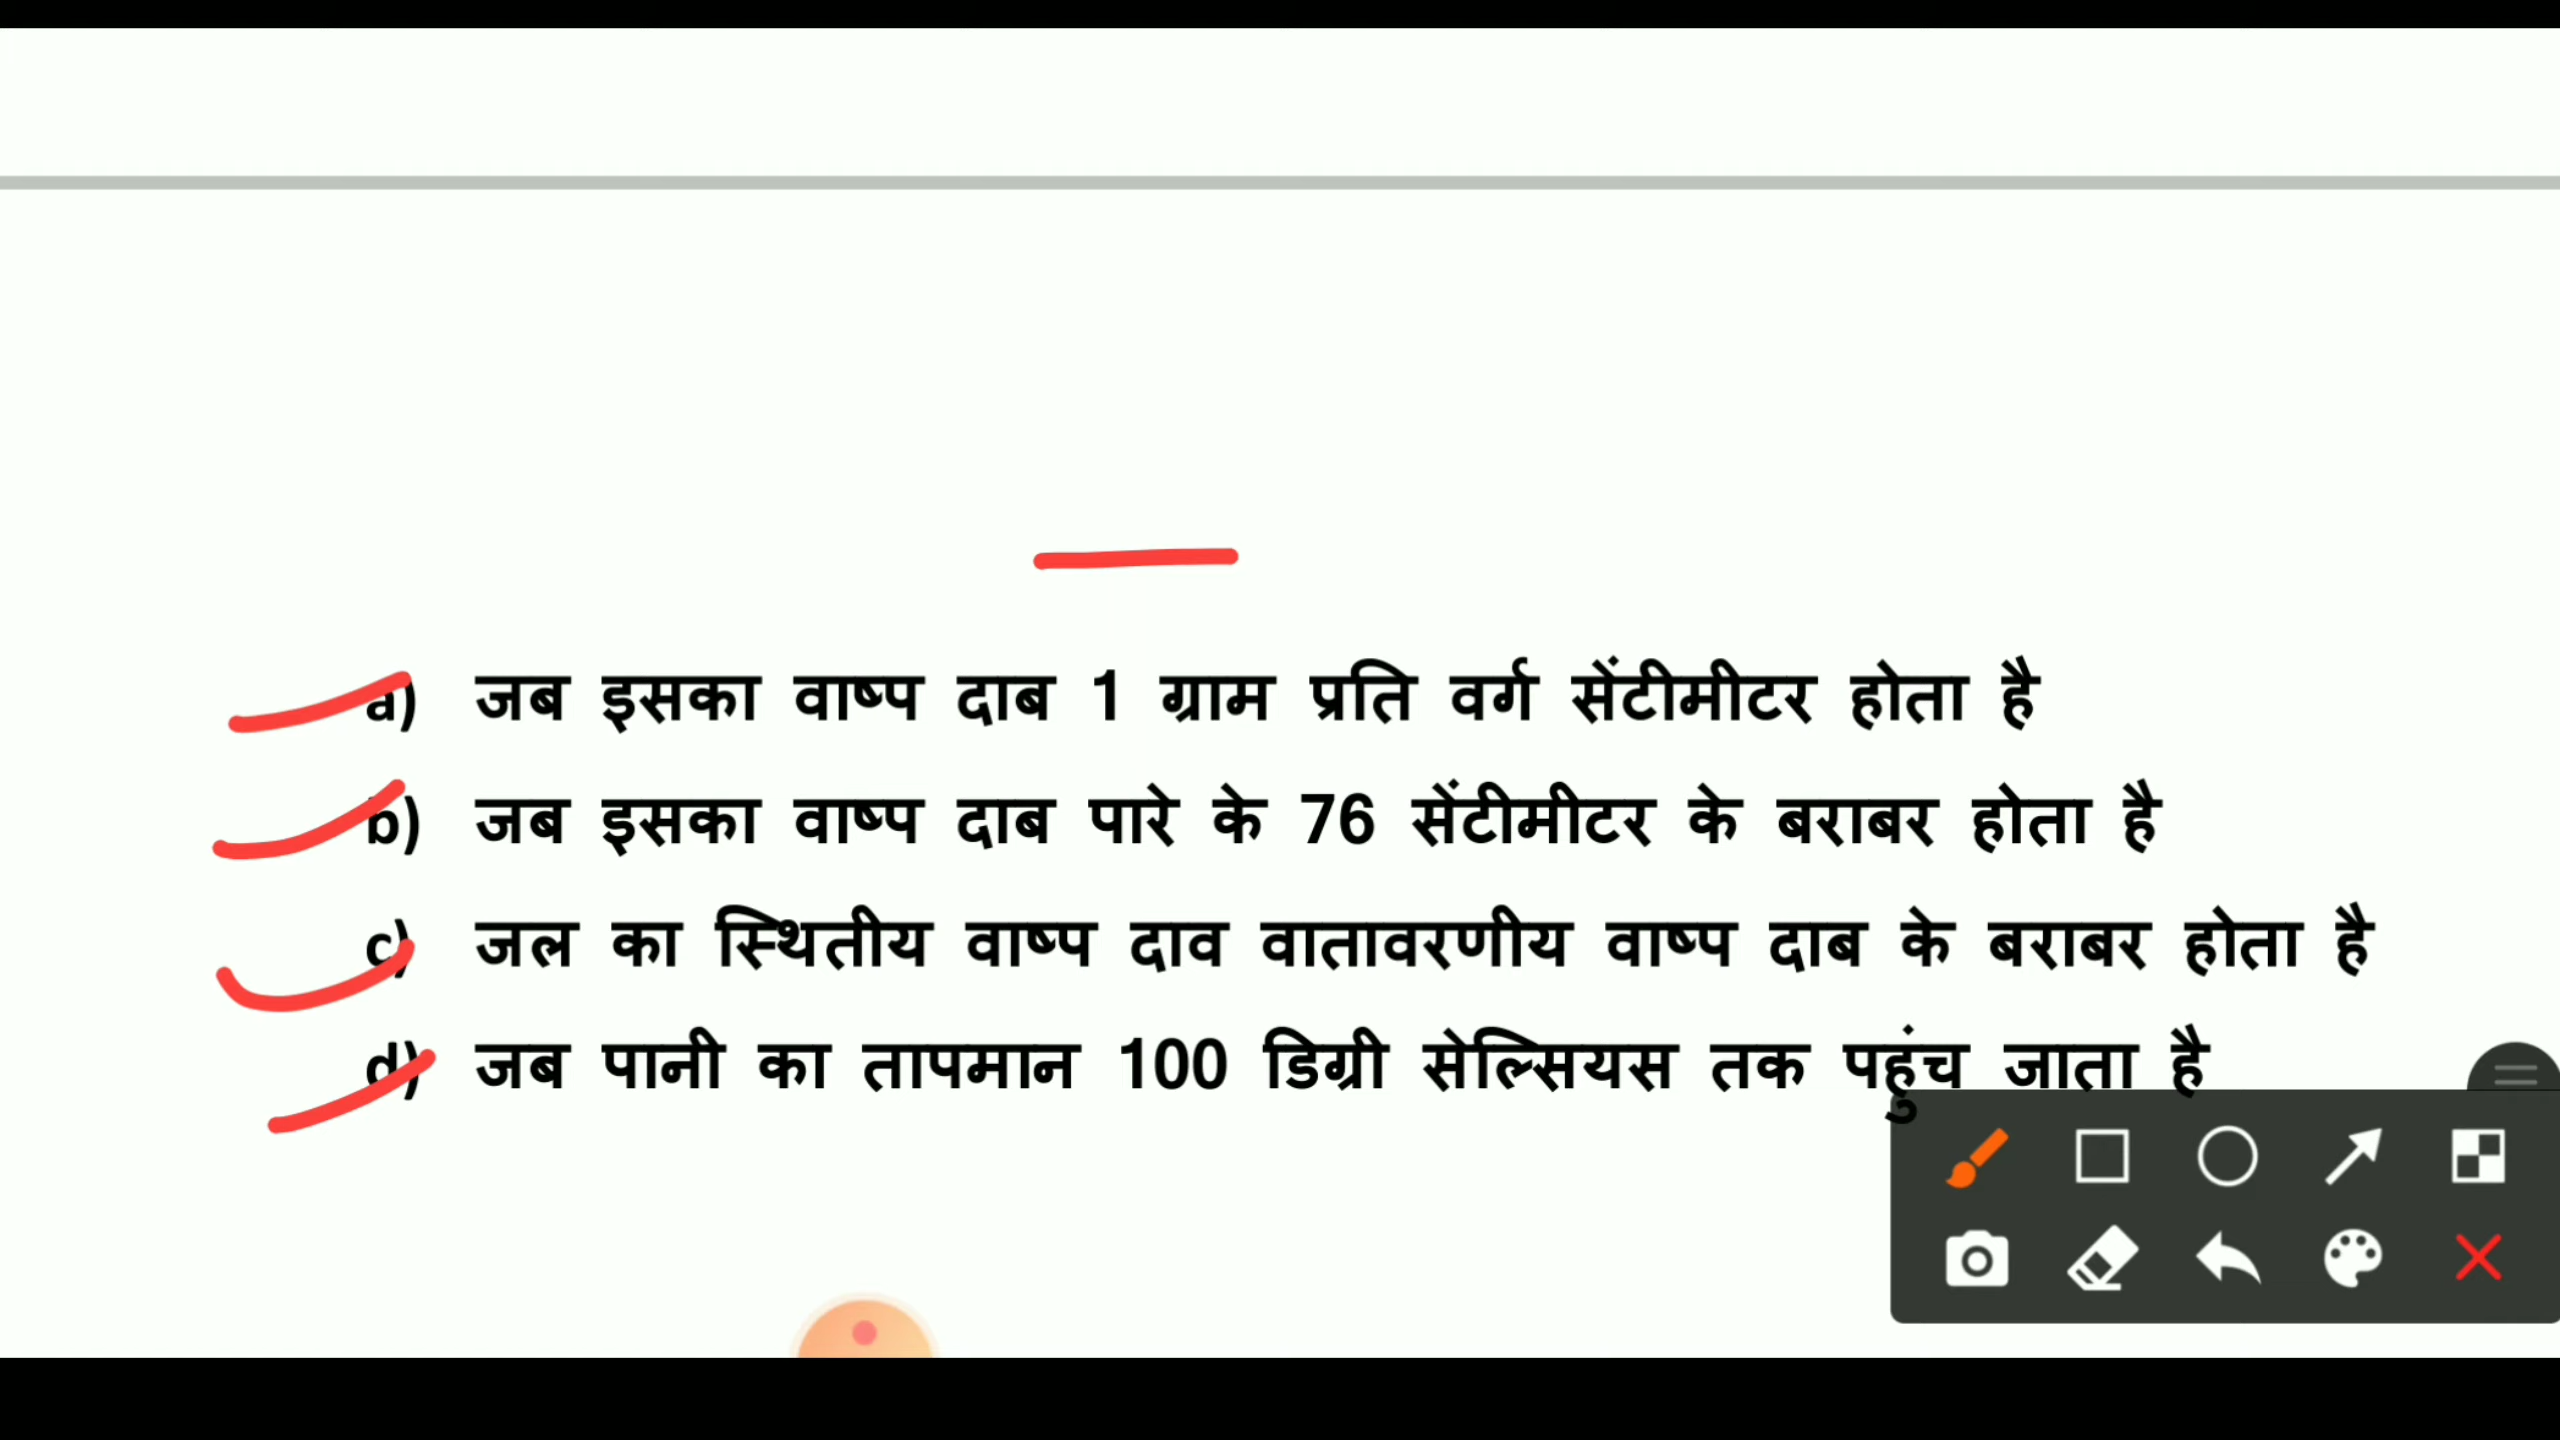 a) जब इसका वाष्प दाब 1 ग्राम प्रति वर्ग सेंटीमीटर होता है
b) जब इसका वाष्प दाब पारे के 76 सेंटीमीटर के बराबर होता है
c) जल का स्थितीय वाष्प दाव वातावरणीय वाष्प दाब के बराबर होता है
d) जब पानी का तापमान 100 डिग्री सेल्सियस तक पहुंच जाता है